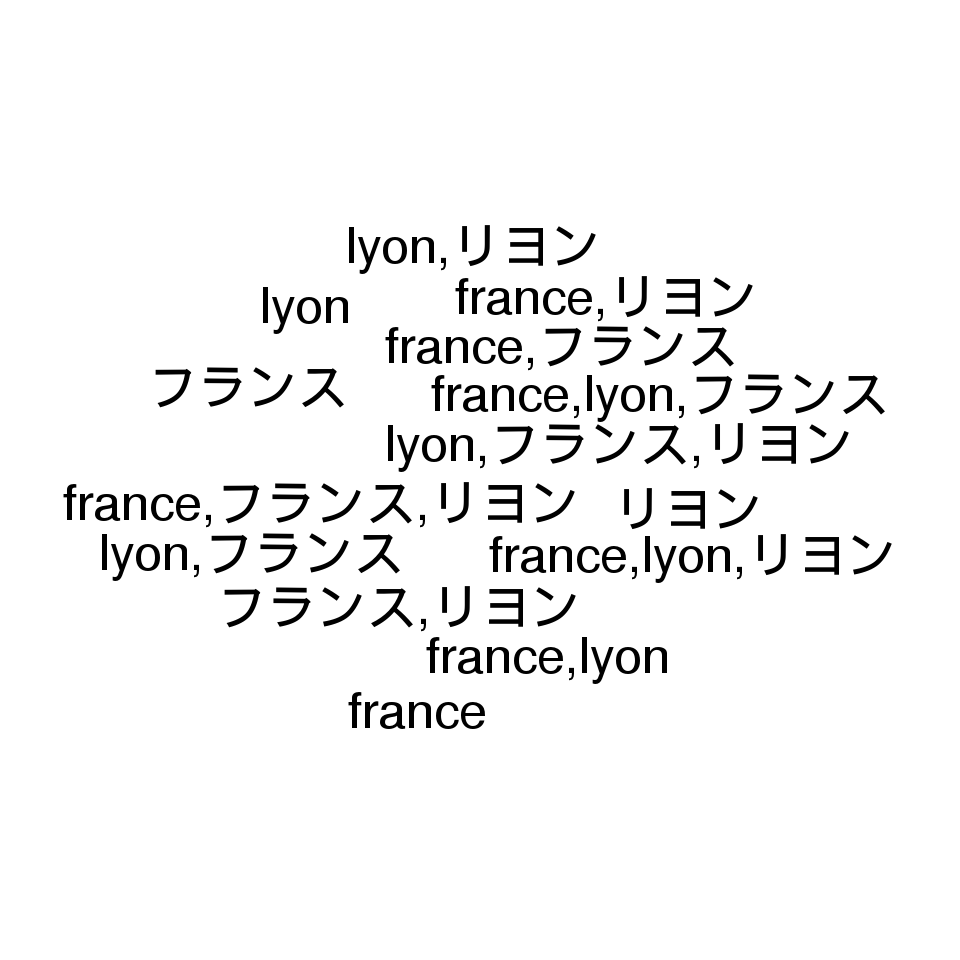 lyon,リヨン
lyon
france,リヨン
france,フランス
フランス
france,lyon,フランス
lyon,フランス,リヨン
france,フランス,リヨン
リヨン
lyon,フランス
france,lyon,リヨン
フランス,リヨン
france,lyon
france